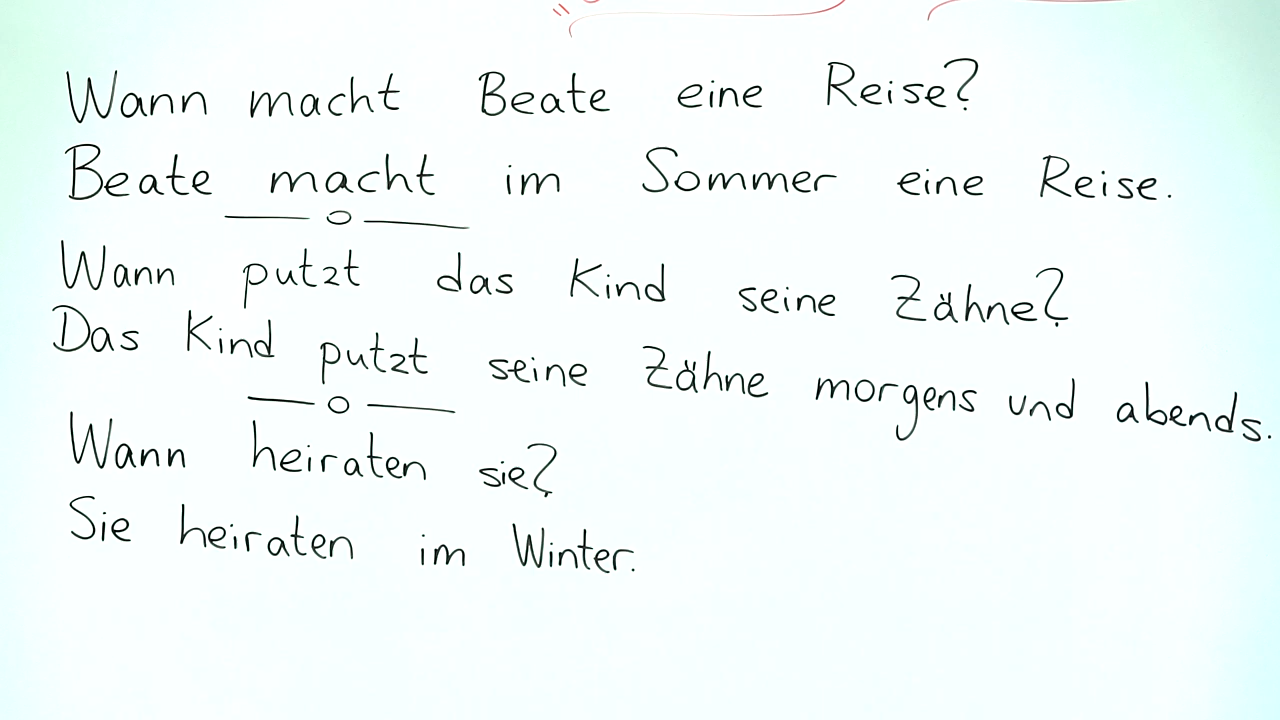 Wann macht Beate eine Reise?
Beate macht im Sommer eine Reise.
Wann putzt das Kind seine Zähne?
Das Kind putzt seine Zähne morgens und abends.
Wann heiraten sie?
Sie heiraten im Winter.